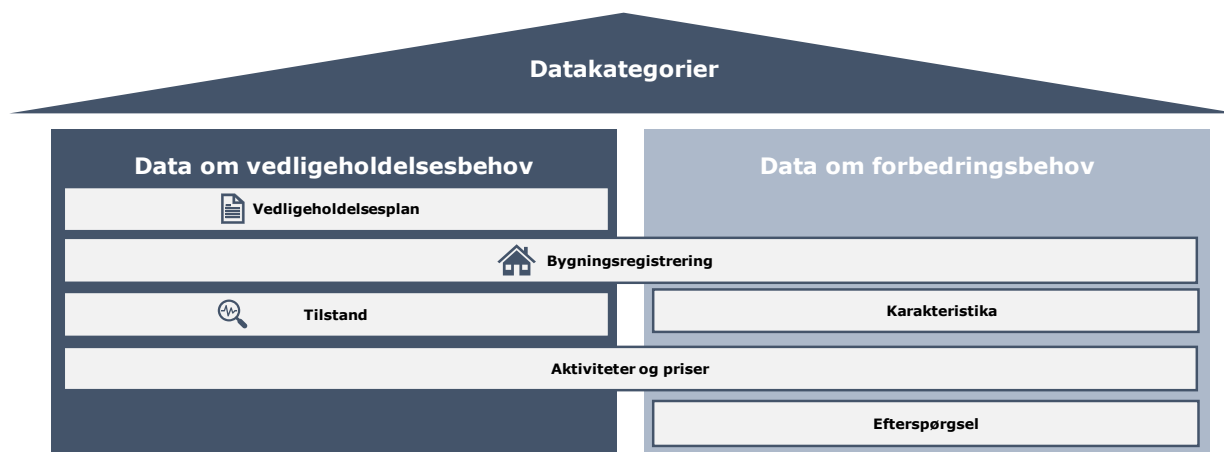 Datakategorier
Data om vedligeholdelsesbehov
Data om forbedringsbehov
Vedligeholdelsesplan
Bygningsregistrering
Tilstand
Karakteristika
Aktiviteter og priser
Efterspørgsel